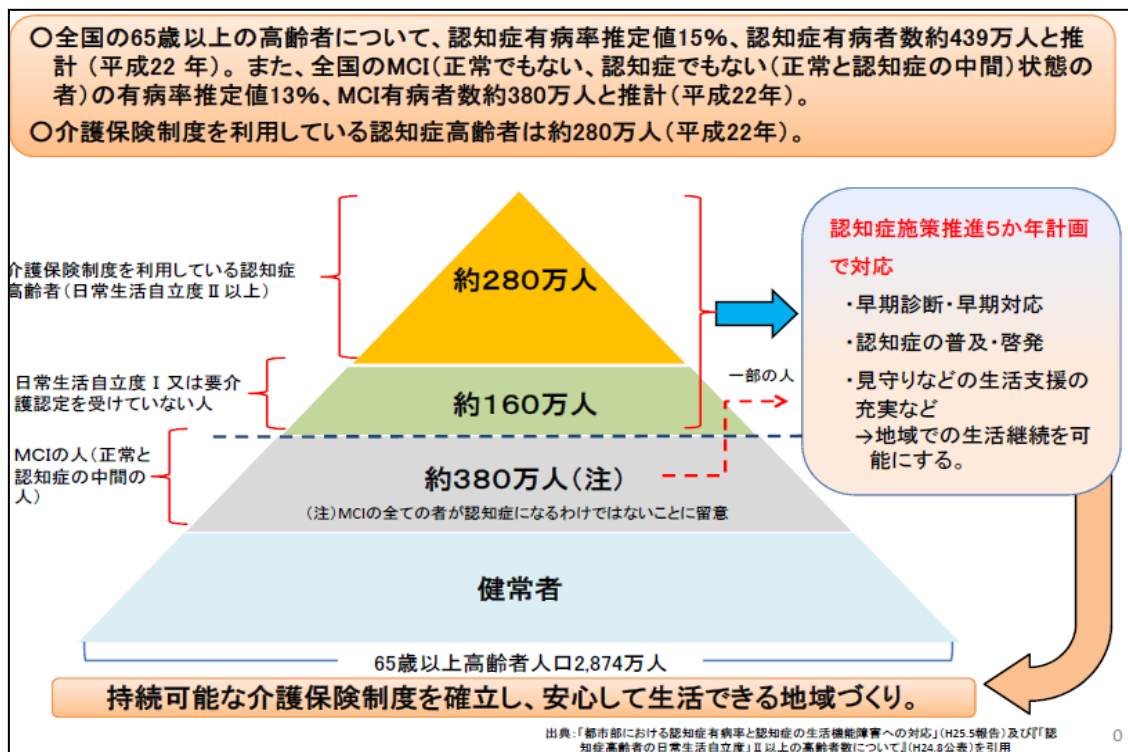 ○全国の65歳以上の高齢者について、認知症有病率推定値15%、認知症有病者数約439万人と推
計（平成22 年）。また、全国のMCI(正常でもない、認知症でもない(正常と認知症の中間)状態の
者)の有病率推定値13%、MCI有病者数約380万人と推計(平成22年)。
○介護保険制度を利用している認知症高齢者は約280万人(平成22年)。
介護保険制度を利用している認知症
高齢者(日常生活自立度Ⅱ以上)
約280万人
日常生活自立度Ⅰ又は要介
護認定を受けていない人
約160万人
一部の人
MCIの人(正常と
認知症の中間の
人)
約380万人(注)
(注)MCIの全ての者が認知症になるわけではないことに留意
健常者
65歳以上高齢者人口2,874万人
認知症施策推進5か年計画
で対応
・早期診断・早期対応
・認知症の普及・啓発
・見守りなどの生活支援の
充実など
→地域での生活継続を可
能にする。
持続可能な介護保険制度を確立し、安心して生活できる地域づくり。
出典:「都市部における認知症有病率と認知症の生活機能障害への対応」(H25.5報告)及び『「認
知症高齢者の日常生活自立度」Ⅱ以上の高齢者数について』(H24.8公表)を引用
0